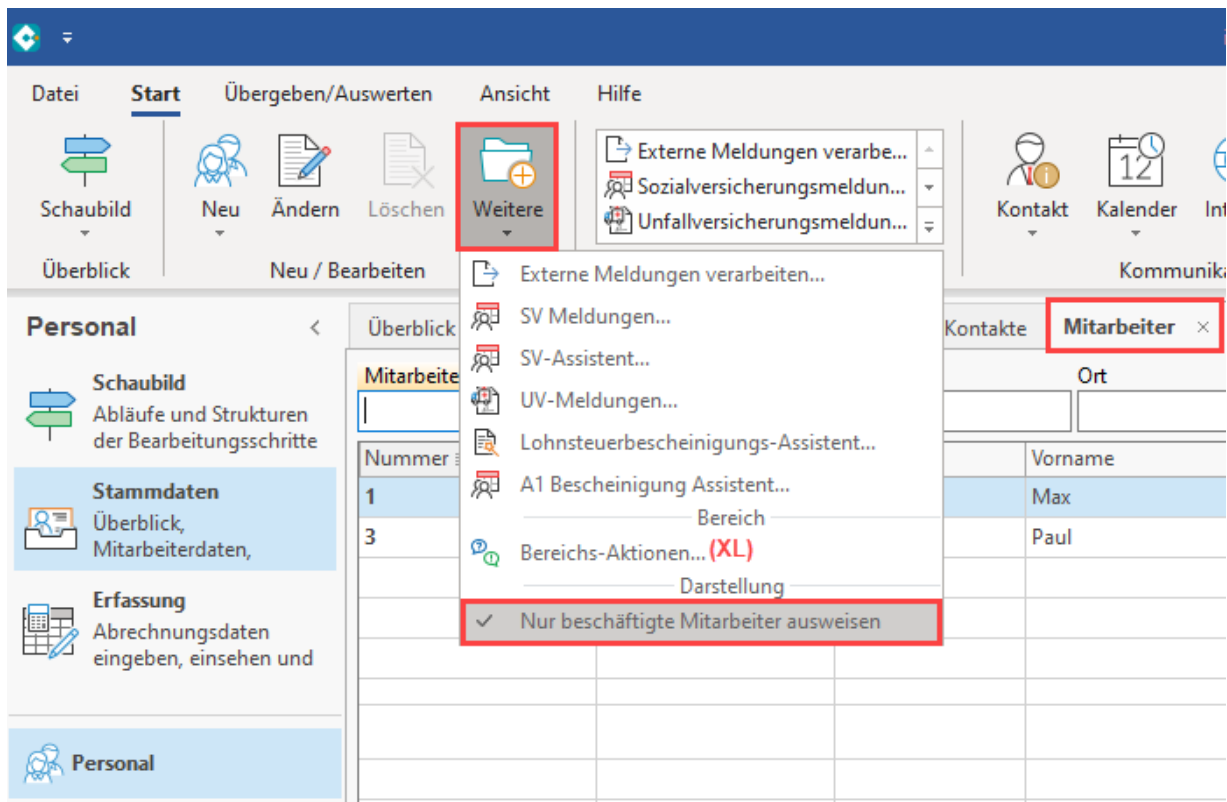 Datei Start Übergeben/Auswerten Ansicht Hilfe
Schaubild
Neu
Ändern
Löschen
Weitere
Externe Meldungen verarbe...
Sozialversicherungsmeldun...
Unfallversicherungsmeldun...
12
Kontakt
Kalender
Überblick
Neu / Bearbeiten
Externe Meldungen verarbeiten...
SV Meldungen...
SV-Assistent...
UV-Meldungen...
Lohnsteuerbescheinigungs-Assistent...
A1 Bescheinigung Assistent...
Bereich
Bereichs-Aktionen... (XL)
Darstellung
Nur beschäftigte Mitarbeiter ausweisen
Personal
Schaubild
Abläufe und Strukturen
der Bearbeitungsschritte
Stammdaten
Überblick,
Mitarbeiterdaten,
Erfassung
Abrechnungsdaten
eingeben, einsehen und
Personal
Überblick
Kontakte
Mitarbeiter
Ort
Nummer
Vorname
1 Max
3 Paul